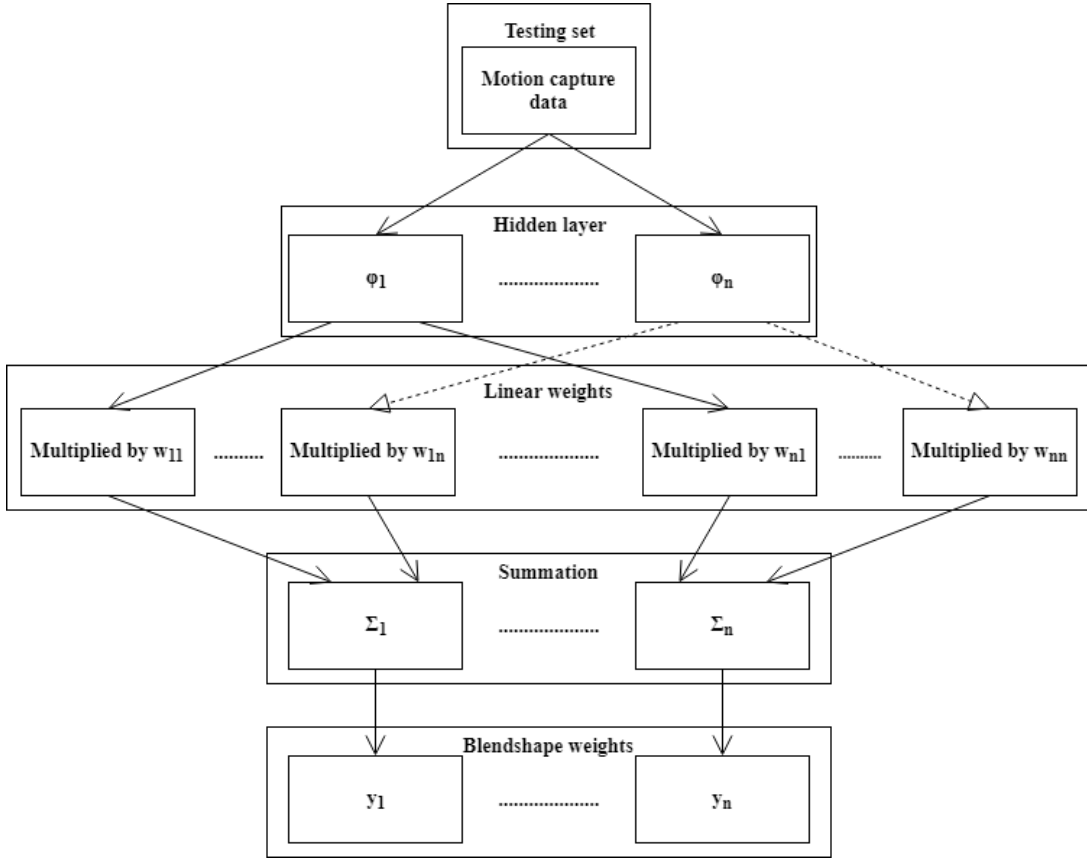 Testing set
Motion capture
data
Hidden layer
φ1 .................... φn
Linear weights
Multiplied by w11 .......... Multiplied by w1n .................... Multiplied by wn1 .......... Multiplied by wnn
Summation
Σ1 .................... Σn
Blendshape weights
y1 .................... yn